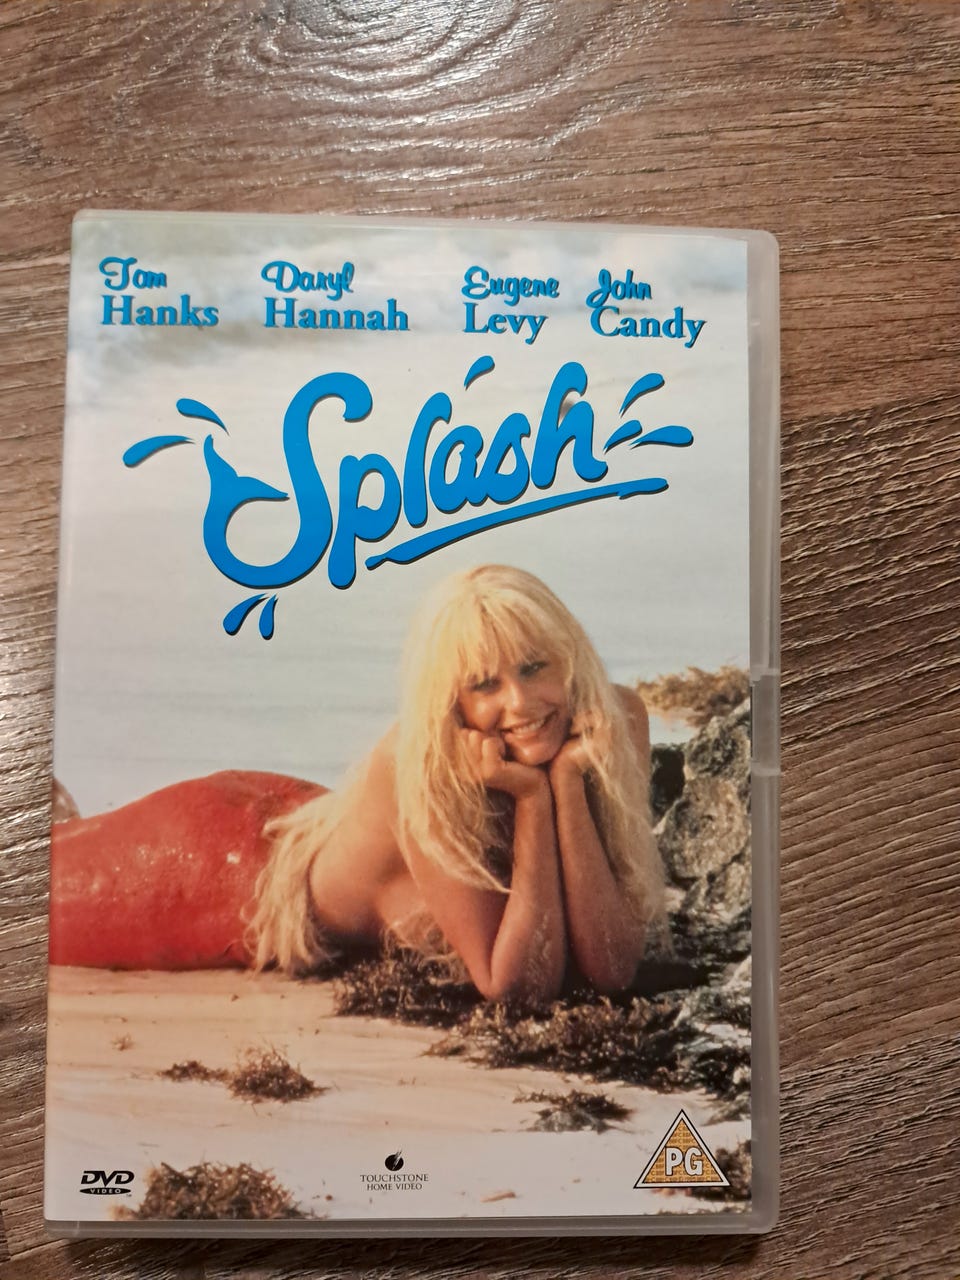 Tom Hanks
Daryl Hannah
Eugene Levy
John Candy
Splash
DVD
VIDEO
TOUCHSTONE
HOME VIDEO
PG